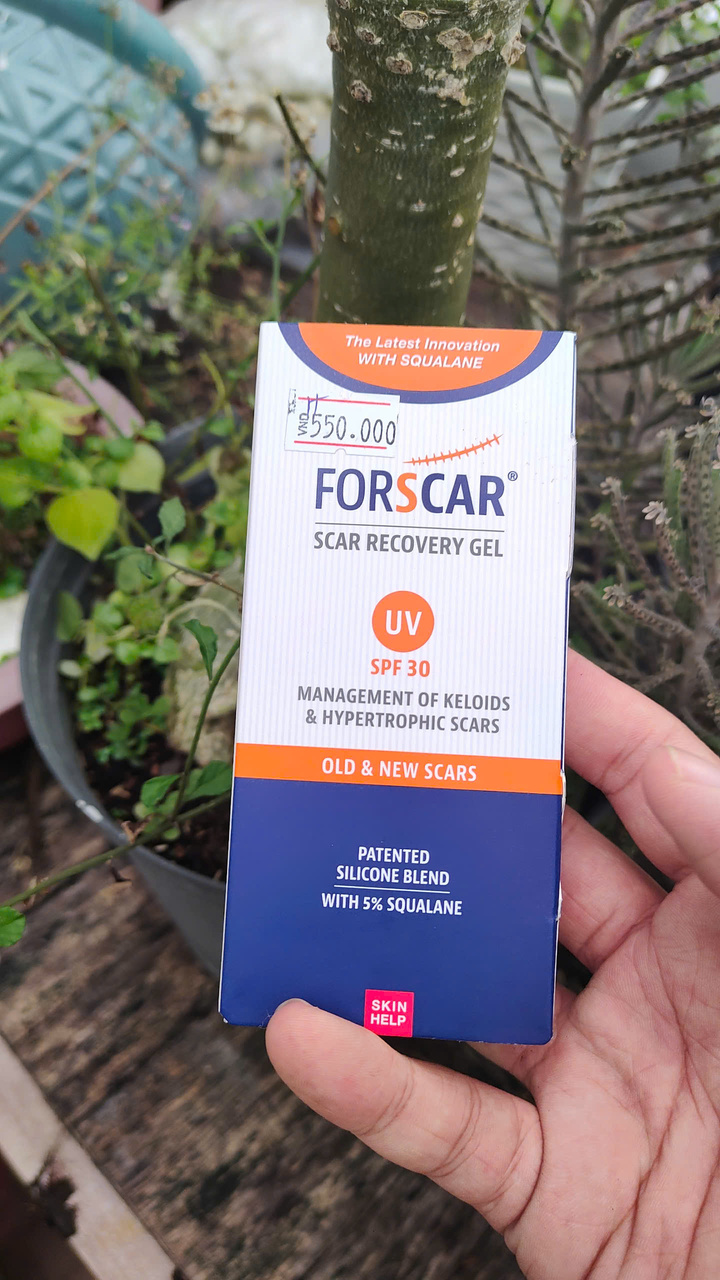 The Latest Innovation
WITH SQUALANE
VND
550.000
FORSCAR®
SCAR RECOVERY GEL
UV
SPF 30
MANAGEMENT OF KELOIDS
& HYPERTROPHIC SCARS
OLD & NEW SCARS
PATENTED
SILICONE BLEND
WITH 5% SQUALANE
SKIN
HELP